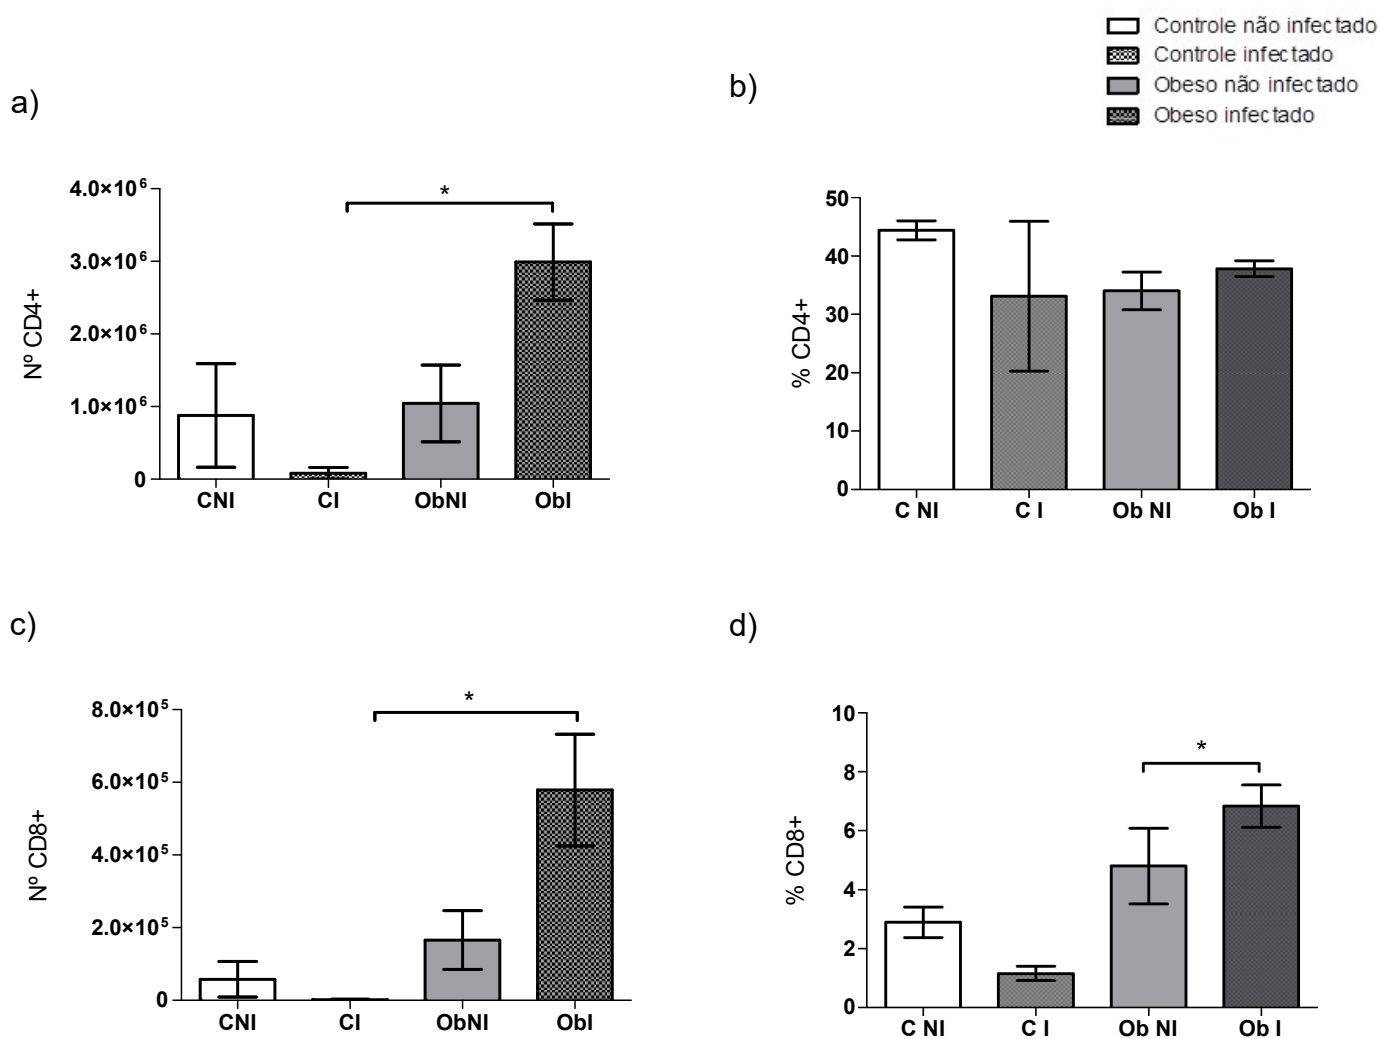 Controle não infectado
Controle infectado
Obeso não infectado
Obeso infectado
a)
b)
Nº CD4+
4.0×10⁶
3.0×10⁶
2.0×10⁶
1.0×10⁶
0
*
CNI CI ObNI ObI
% CD4+
50
40
30
20
10
0
C NI C I Ob NI Ob I
c)
d)
Nº CD8+
8.0×10⁵
6.0×10⁵
4.0×10⁵
2.0×10⁵
0
*
CNI CI ObNI ObI
% CD8+
10
8
6
4
2
0
*
C NI C I Ob NI Ob I